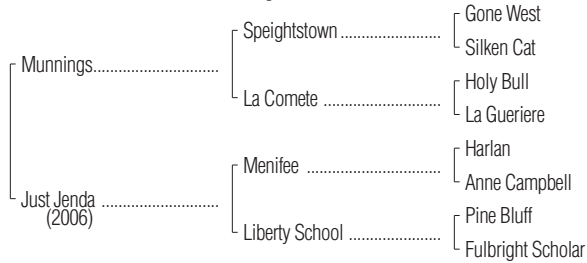 Gone West
Speightstown ....................
Silken Cat
Munnings.........................
Holy Bull
La Comete ........................
La Gueriere
Harlan
Menifee ............................
Anne Campbell
Just Jenda .......................
(2006)
Pine Bluff
Liberty School ..................
Fulbright Scholar